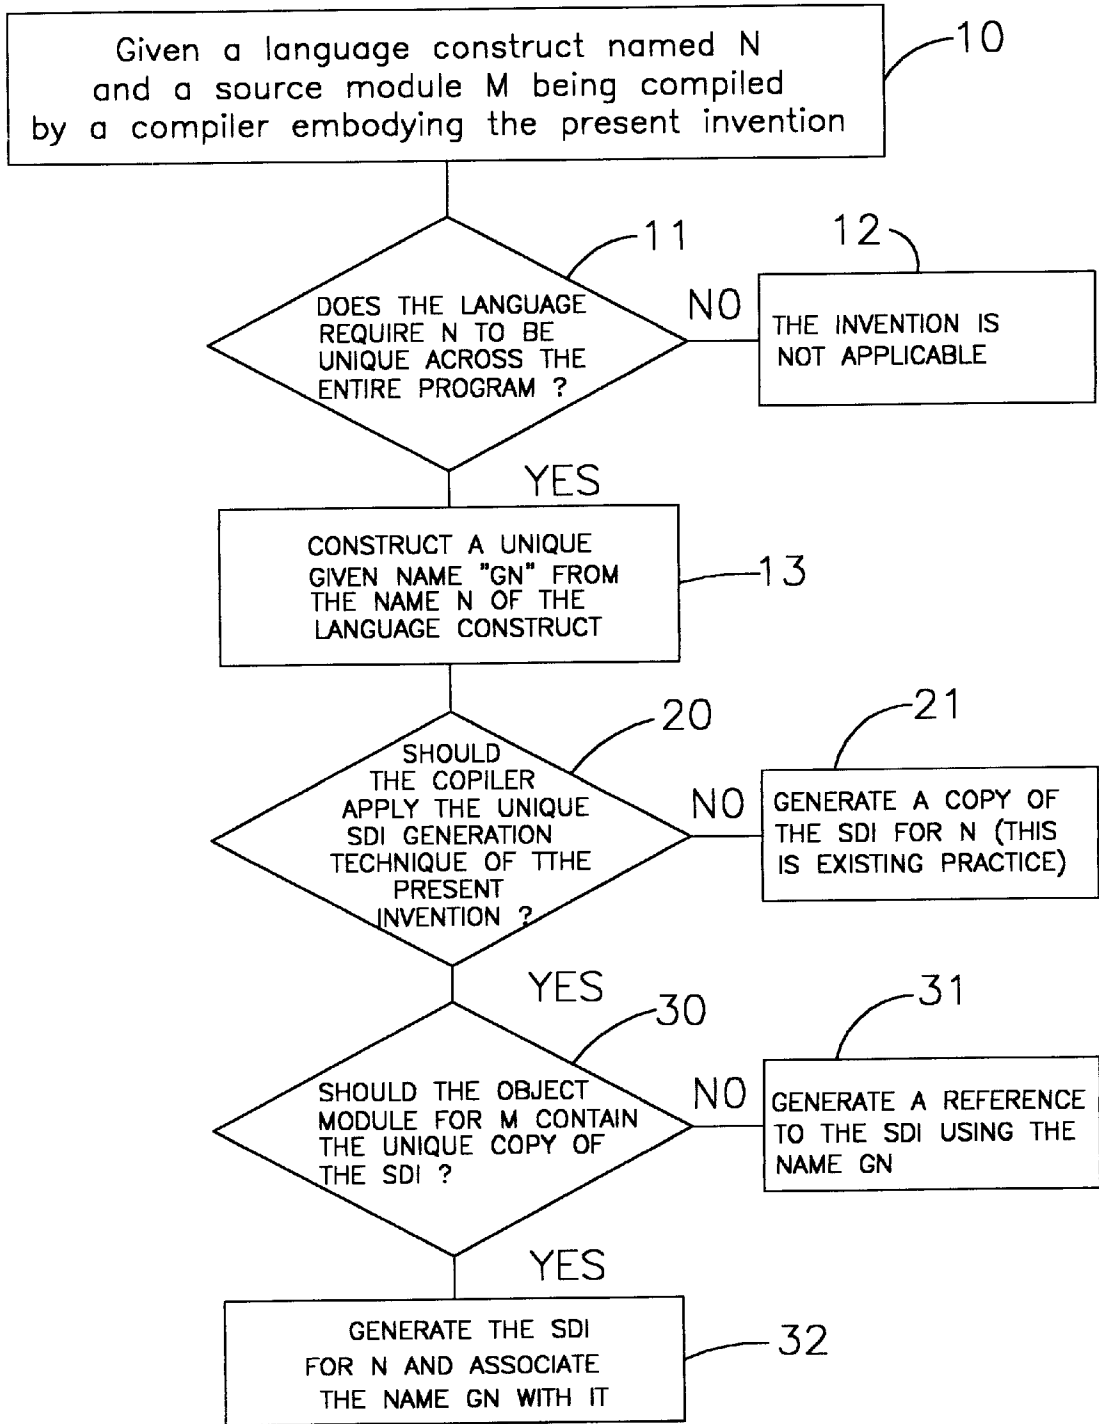 Given a language construct named N
and a source module M being compiled
by a compiler embodying the present invention
10
DOES THE LANGUAGE
REQUIRE N TO BE
UNIQUE ACROSS THE
ENTIRE PROGRAM ?
11
NO
12
THE INVENTION IS
NOT APPLICABLE
YES
CONSTRUCT A UNIQUE
GIVEN NAME "GN" FROM
THE NAME N OF THE
LANGUAGE CONSTRUCT
13
SHOULD
THE COPILER
APPLY THE UNIQUE
SDI GENERATION
TECHNIQUE OF TTHE
PRESENT
INVENTION ?
20
NO
21
GENERATE A COPY OF
THE SDI FOR N (THIS
IS EXISTING PRACTICE)
YES
SHOULD THE OBJECT
MODULE FOR M CONTAIN
THE UNIQUE COPY OF
THE SDI ?
30
NO
31
GENERATE A REFERENCE
TO THE SDI USING THE
NAME GN
YES
GENERATE THE SDI
FOR N AND ASSOCIATE
THE NAME GN WITH IT
32